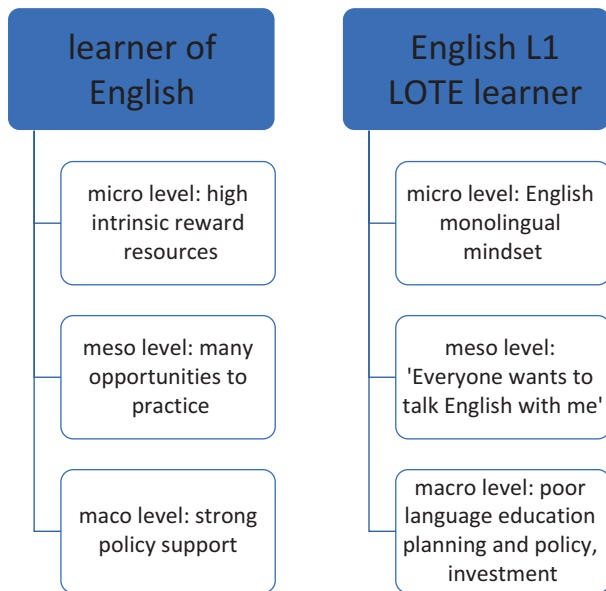 learner of
English
micro level: high
intrinsic reward
resources
meso level: many
opportunities to
practice
maco level: strong
policy support
English L1
LOTE learner
micro level: English
monolingual
mindset
meso level:
'Everyone wants to
talk English with me'
macro level: poor
language education
planning and policy,
investment